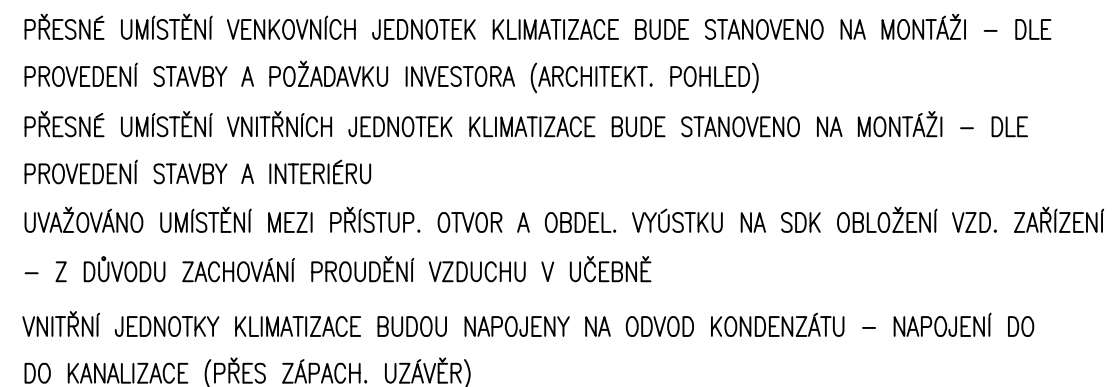 PŘESNÉ UMÍSTĚNÍ VENKOVNÍCH JEDNOTEK KLIMATIZACE BUDE STANOVENO NA MONTÁŽI – DLE
PROVEDENÍ STAVBY A POŽADAVKU INVESTORA (ARCHITEKT. POHLED)
PŘESNÉ UMÍSTĚNÍ VNITŘNÍCH JEDNOTEK KLIMATIZACE BUDE STANOVENO NA MONTÁŽI – DLE
PROVEDENÍ STAVBY A INTERIÉRU
UVAŽOVÁNO UMÍSTĚNÍ MEZI PŘÍSTUP. OTVOR A OBDEL. VYÚSTKU NA SDK OBLOŽENÍ VZD. ZAŘÍZENÍ
– Z DŮVODU ZACHOVÁNÍ PROUDĚNÍ VZDUCHU V UČEBNĚ
VNITŘNÍ JEDNOTKY KLIMATIZACE BUDOU NAPOJENY NA ODVOD KONDENZÁTU – NAPOJENÍ DO
DO KANALIZACE (PŘES ZÁPACH. UZÁVĚR)